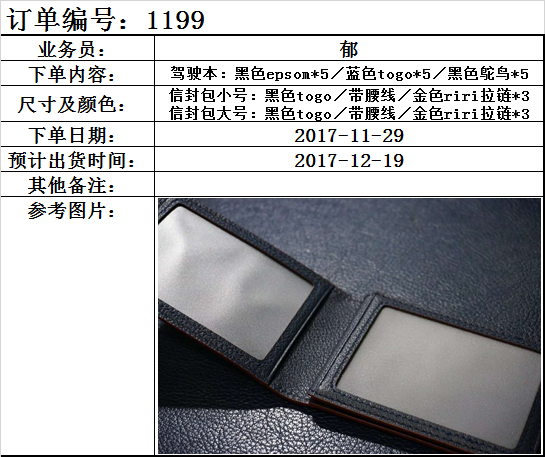 订单编号：1199
业务员： 郁
下单内容： 驾驶本：黑色epsom*5／蓝色togo*5／黑色鸵鸟*5
尺寸及颜色： 信封包小号：黑色togo／带腰线／金色riri拉链*3
信封包大号：黑色togo／带腰线／金色riri拉链*3
下单日期： 2017-11-29
预计出货时间： 2017-12-19
其他备注：
参考图片：